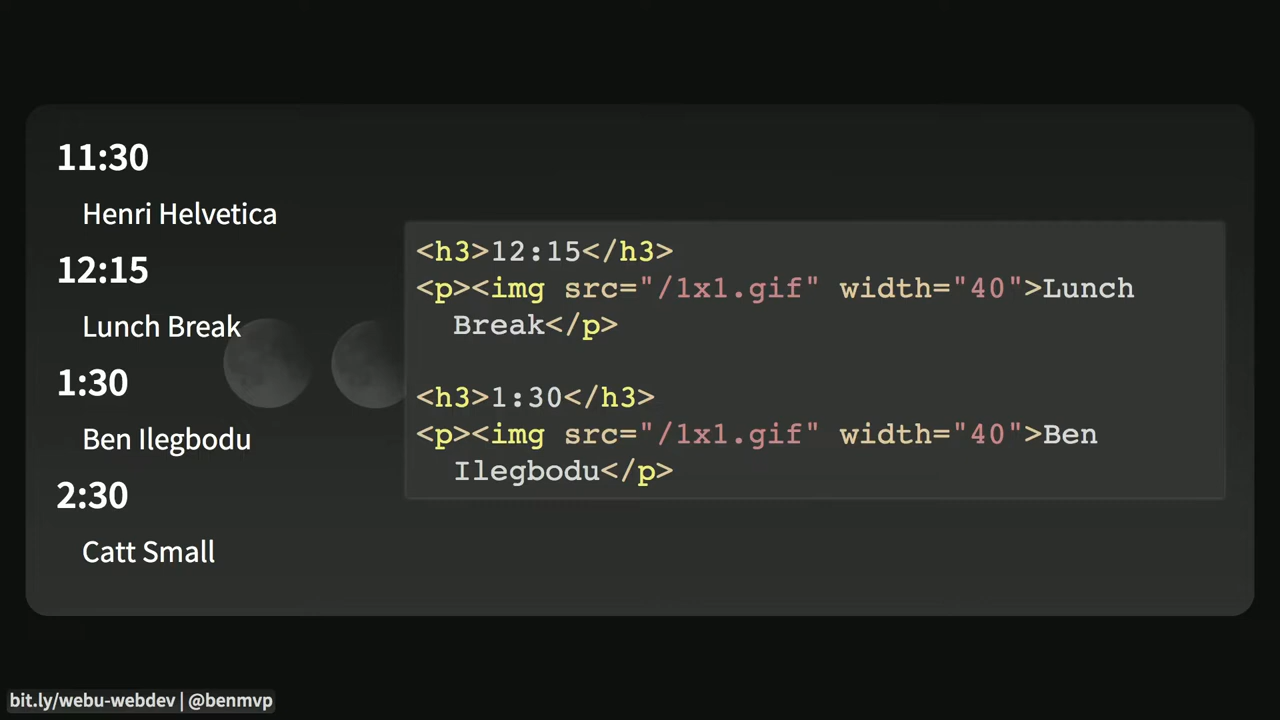 11:30
Henri Helvetica
12:15
Lunch Break
1:30
Ben Ilegbodu
2:30
Catt Small
<h3>12:15</h3>
<p><img src="/1x1.gif" width="40">Lunch
Break</p>
<h3>1:30</h3>
<p><img src="/1x1.gif" width="40">Ben
Ilegbodu</p>
bit.ly/webu-webdev | @benmvp